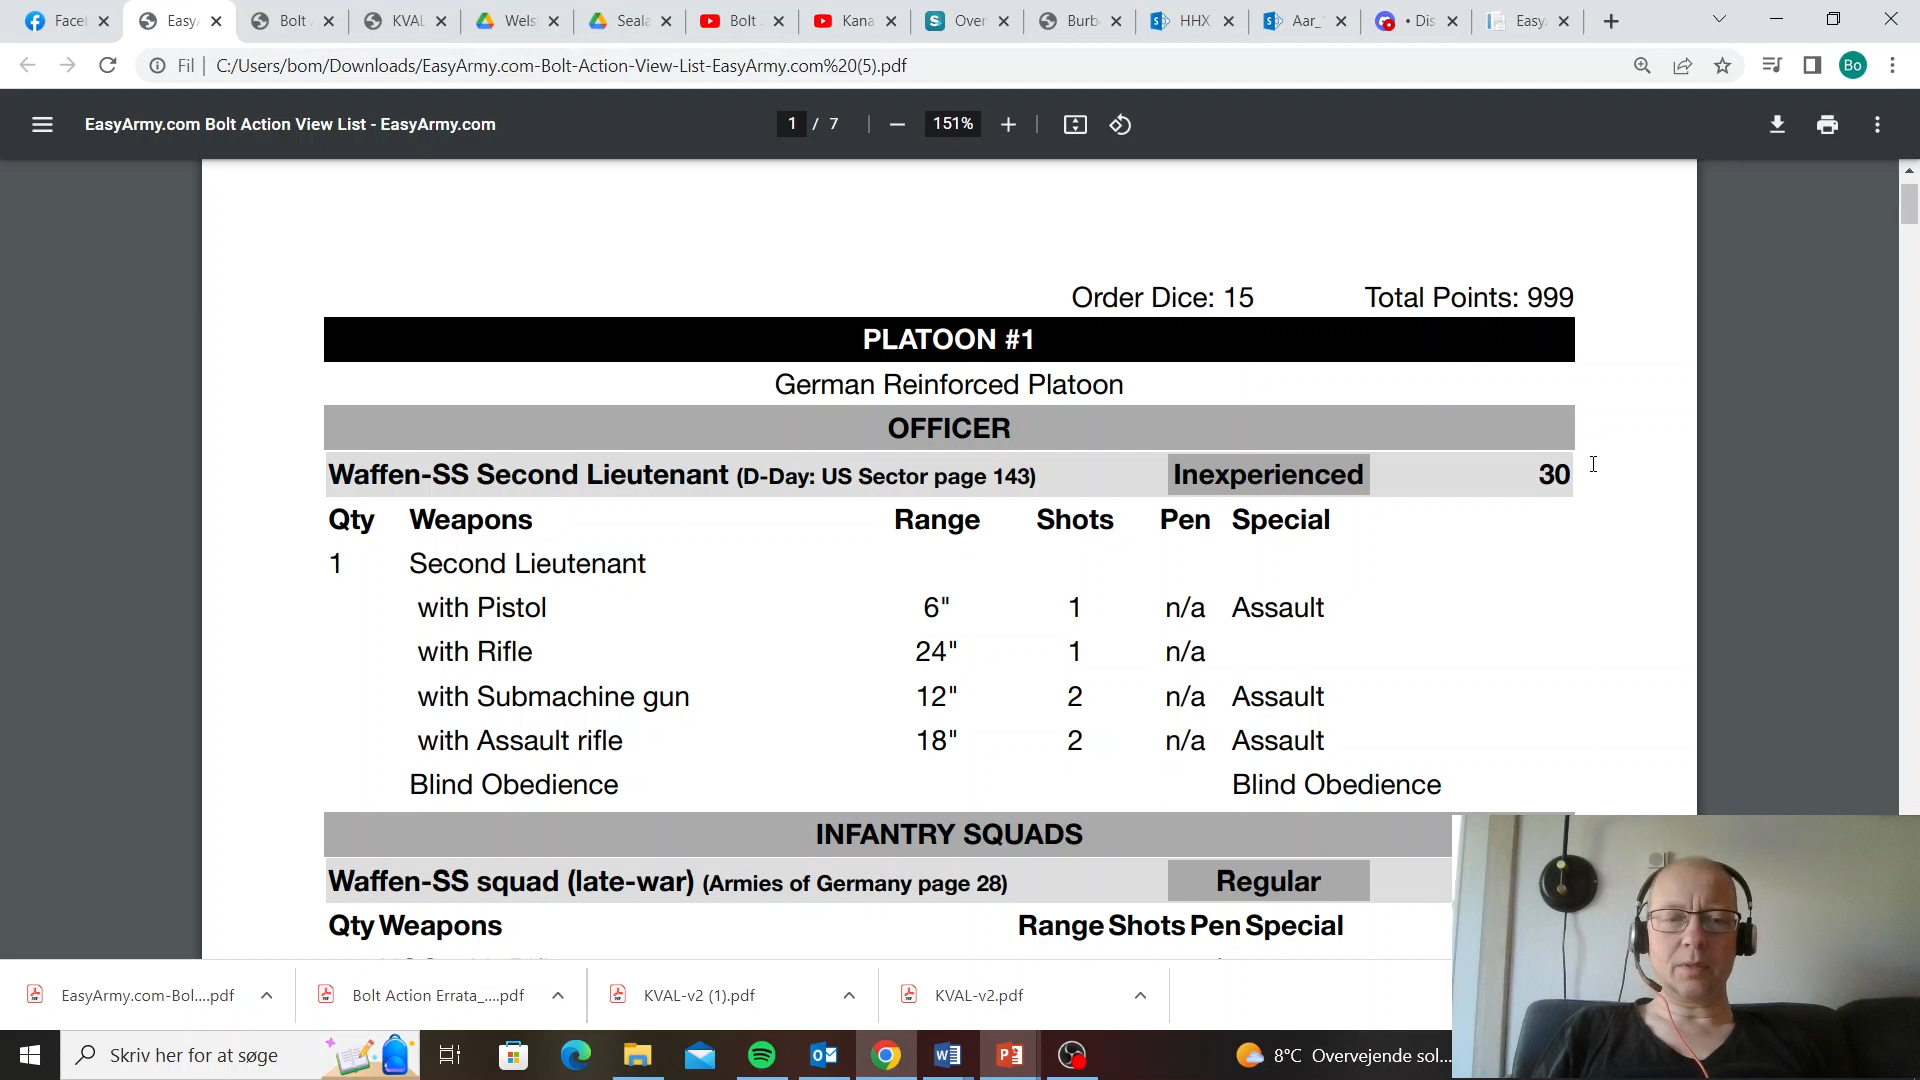 Facel
Easy
Bolt
KVAL
Wels
Seala
Bolt
Kana
Over
Burb
HHX
Aar_
• Dis
Easy
Fil
C:/Users/bom/Downloads/EasyArmy.com-Bolt-Action-View-List-EasyArmy.com%20(5).pdf
Bo
EasyArmy.com Bolt Action View List - EasyArmy.com
1 / 7
151%
Order Dice: 15 Total Points: 999
PLATOON #1
German Reinforced Platoon
OFFICER
Waffen-SS Second Lieutenant (D-Day: US Sector page 143) Inexperienced 30
Qty Weapons Range Shots Pen Special
1 Second Lieutenant
with Pistol 6" 1 n/a Assault
with Rifle 24" 1 n/a
with Submachine gun 12" 2 n/a Assault
with Assault rifle 18" 2 n/a Assault
Blind Obedience Blind Obedience
INFANTRY SQUADS
Waffen-SS squad (late-war) (Armies of Germany page 28) Regular
Qty Weapons Range Shots Pen Special
EasyArmy.com-Bol....pdf
Bolt Action Errata_....pdf
KVAL-v2 (1).pdf
KVAL-v2.pdf
Skriv her for at søge
8°C Overvejende sol...